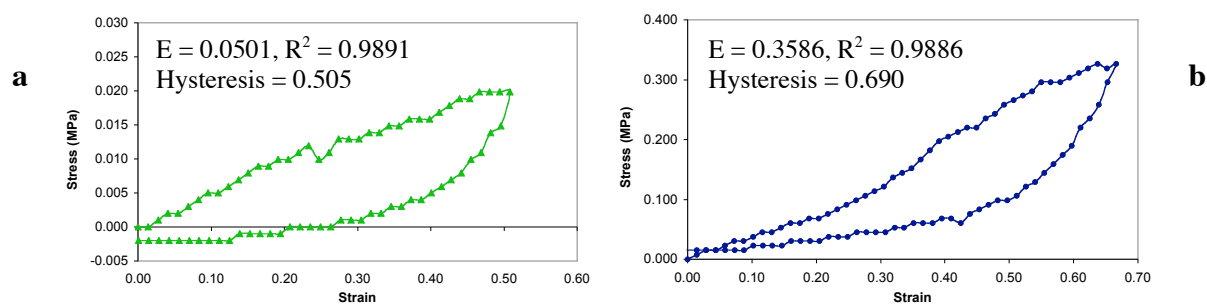 a
E = 0.0501, R² = 0.9891
Hysteresis = 0.505
Stress (MPa)
0.030
0.025
0.020
0.015
0.010
0.005
0.000
-0.005
0.00 0.10 0.20 0.30 0.40 0.50 0.60
Strain
b
E = 0.3586, R² = 0.9886
Hysteresis = 0.690
Stress (MPa)
0.400
0.300
0.200
0.100
0.000
0.00 0.10 0.20 0.30 0.40 0.50 0.60 0.70
Strain